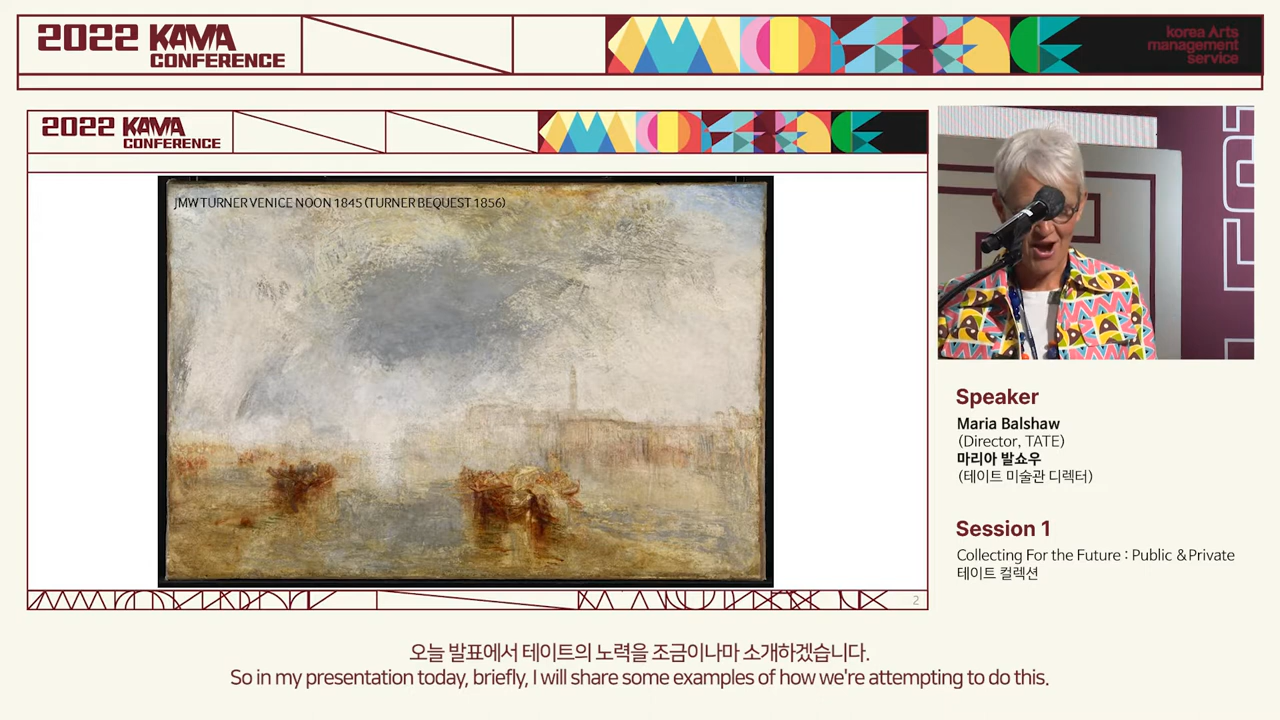 2022 KAMA
CONFERENCE
korea Arts
management
service
2022 KAMA
CONFERENCE
JMW TURNER VENICE NOON 1845 (TURNER BEQUEST 1856)
2
Speaker
Maria Balshaw
(Director, TATE)
마리아 발쇼우
(테이트 미술관 디렉터)
Session 1
Collecting For the Future : Public & Private
테이트 컬렉션
오늘 발표에서 테이트의 노력을 조금이나마 소개하겠습니다.
So in my presentation today, briefly, I will share some examples of how we're attempting to do this.